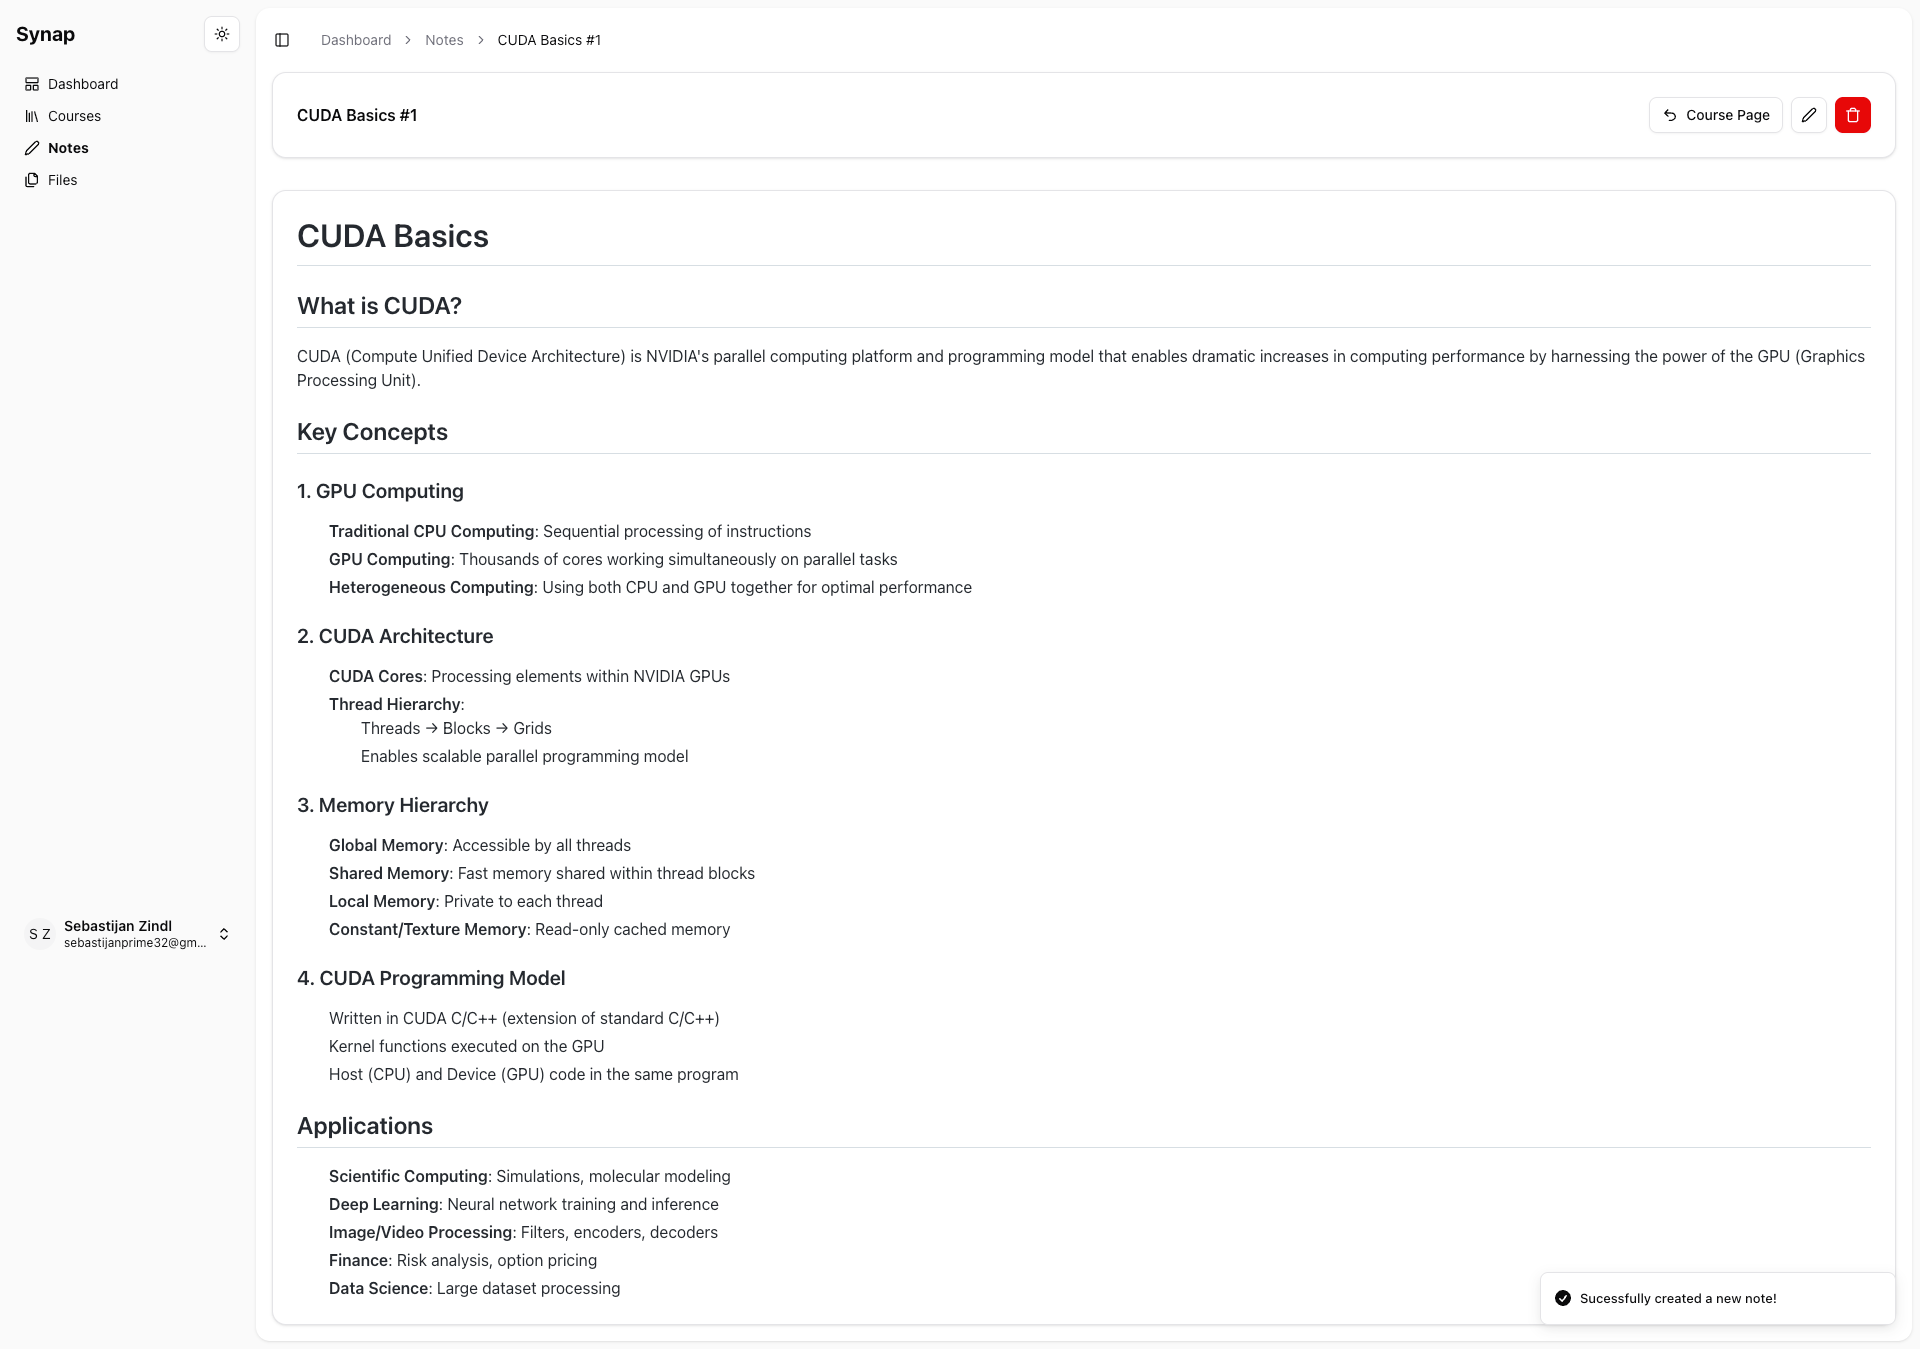 Synap
Dashboard
Courses
Notes
Files
S Z
Sebastijan Zindl
sebastijanprime32@gm...
Dashboard > Notes > CUDA Basics #1
CUDA Basics #1
Course Page
CUDA Basics
What is CUDA?
CUDA (Compute Unified Device Architecture) is NVIDIA's parallel computing platform and programming model that enables dramatic increases in computing performance by harnessing the power of the GPU (Graphics
Processing Unit).
Key Concepts
1. GPU Computing
Traditional CPU Computing: Sequential processing of instructions
GPU Computing: Thousands of cores working simultaneously on parallel tasks
Heterogeneous Computing: Using both CPU and GPU together for optimal performance
2. CUDA Architecture
CUDA Cores: Processing elements within NVIDIA GPUs
Thread Hierarchy:
Threads → Blocks → Grids
Enables scalable parallel programming model
3. Memory Hierarchy
Global Memory: Accessible by all threads
Shared Memory: Fast memory shared within thread blocks
Local Memory: Private to each thread
Constant/Texture Memory: Read-only cached memory
4. CUDA Programming Model
Written in CUDA C/C++ (extension of standard C/C++)
Kernel functions executed on the GPU
Host (CPU) and Device (GPU) code in the same program
Applications
Scientific Computing: Simulations, molecular modeling
Deep Learning: Neural network training and inference
Image/Video Processing: Filters, encoders, decoders
Finance: Risk analysis, option pricing
Data Science: Large dataset processing
Sucessfully created a new note!